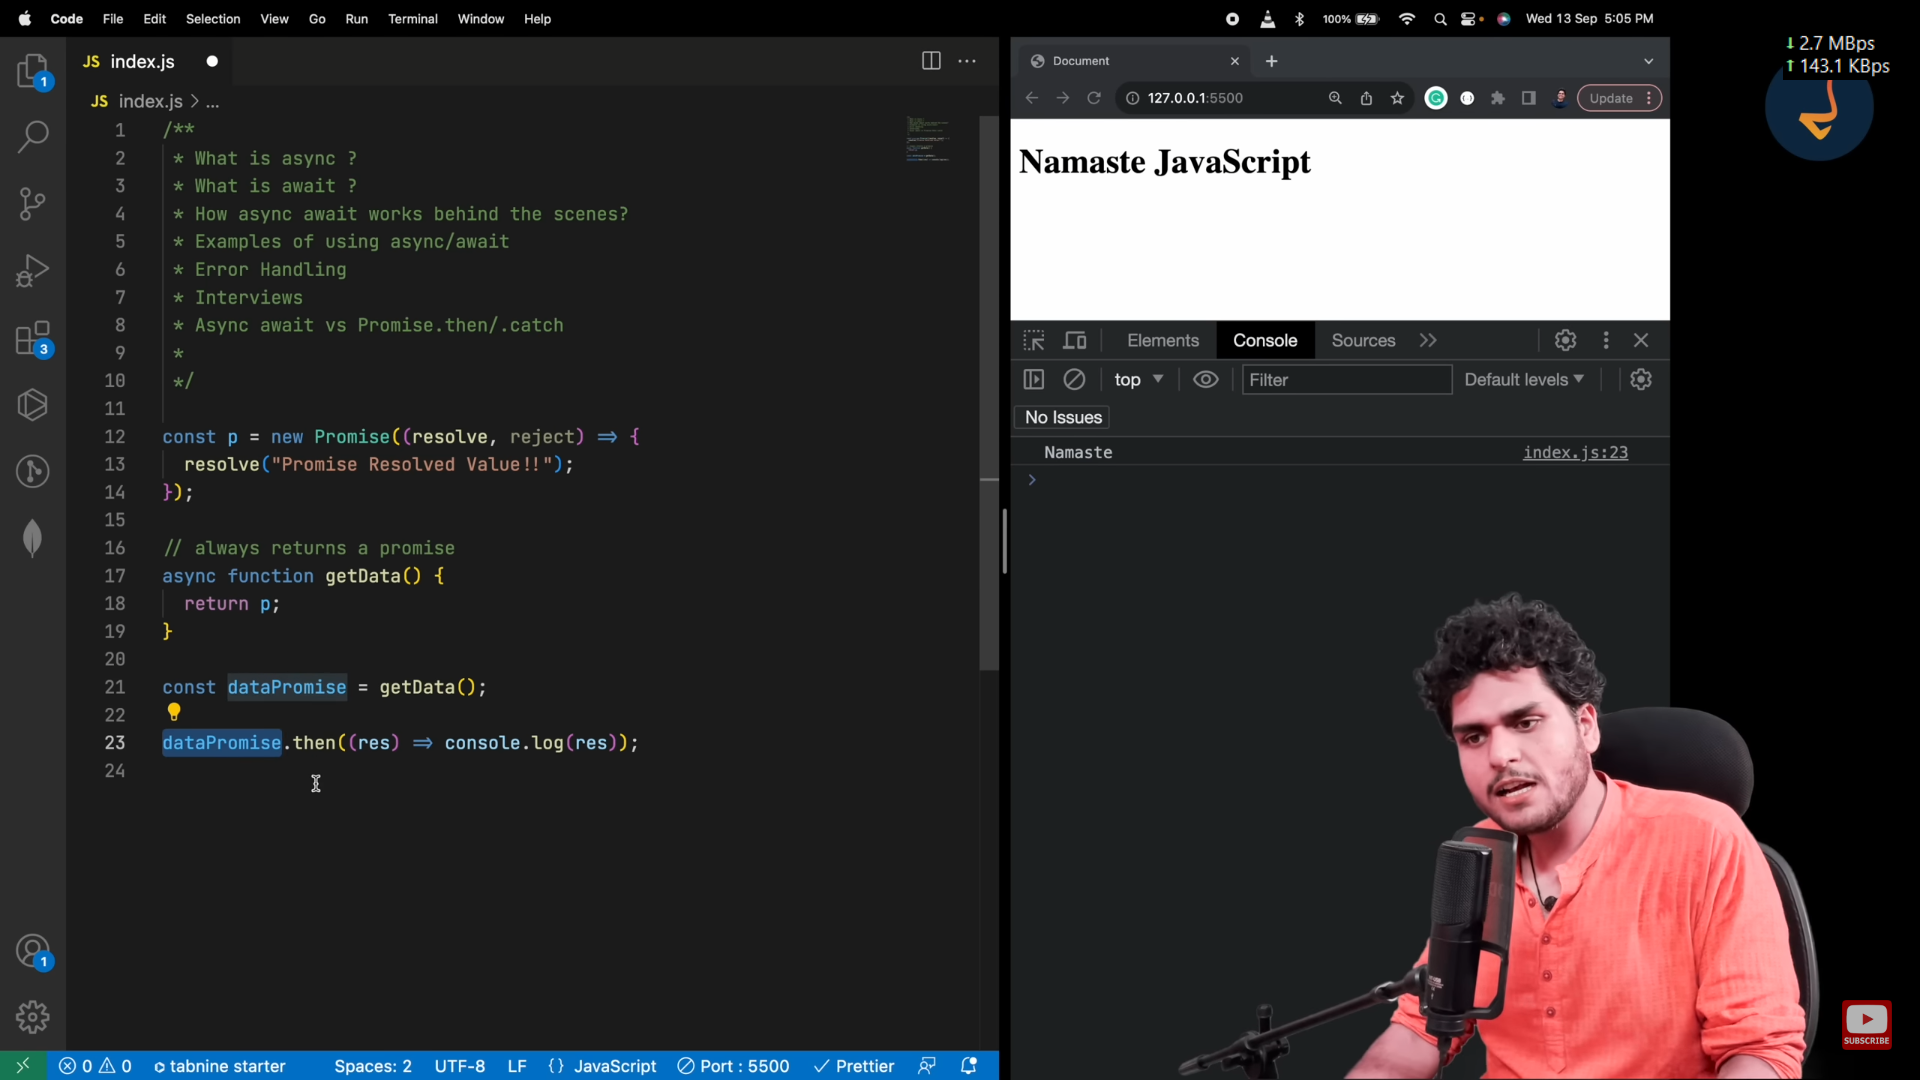 Code File Edit Selection View Go Run Terminal Window Help
100% Wed 13 Sep 5:05 PM
JS index.js
JS index.js > ...
1 /**
2 * What is async ?
3 * What is await ?
4 * How async await works behind the scenes?
5 * Examples of using async/await
6 * Error Handling
7 * Interviews
8 * Async await vs Promise.then/.catch
9 *
10 */
11
12 const p = new Promise((resolve, reject) => {
13 resolve("Promise Resolved Value!!");
14 });
15
16 // always returns a promise
17 async function getData() {
18 return p;
19 }
20
21 const dataPromise = getData();
22
23 dataPromise.then((res) => console.log(res));
24
1
3
1
0 0 tabnine starter Spaces: 2 UTF-8 LF {} JavaScript Port : 5500 Prettier
Document
127.0.0.1:5500 Update
Namaste JavaScript
Elements Console Sources
top Filter Default levels
No Issues
Namaste index.js:23
2.7 MBps
143.1 KBps
SUBSCRIBE